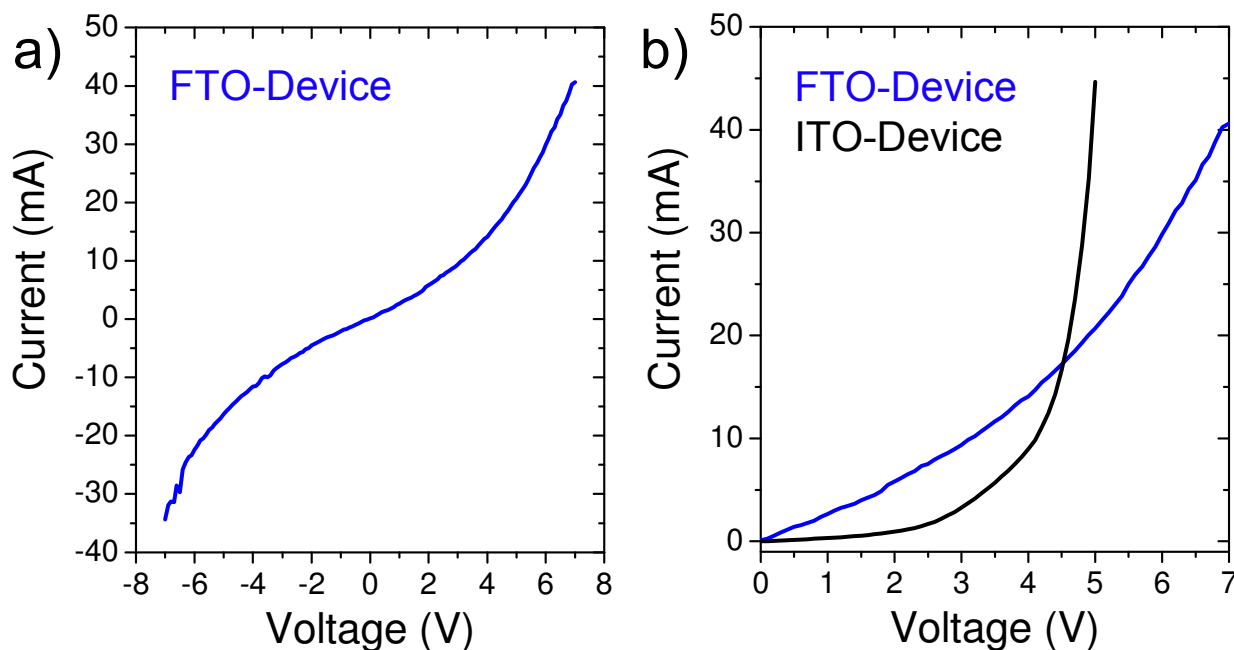 a)
FTO-Device
50
40
30
20
10
0
-10
-20
-30
-40
Current (mA)
-8 -6 -4 -2 0 2 4 6 8
Voltage (V)
b)
FTO-Device
ITO-Device
50
40
30
20
10
0
Current (mA)
0 1 2 3 4 5 6 7
Voltage (V)